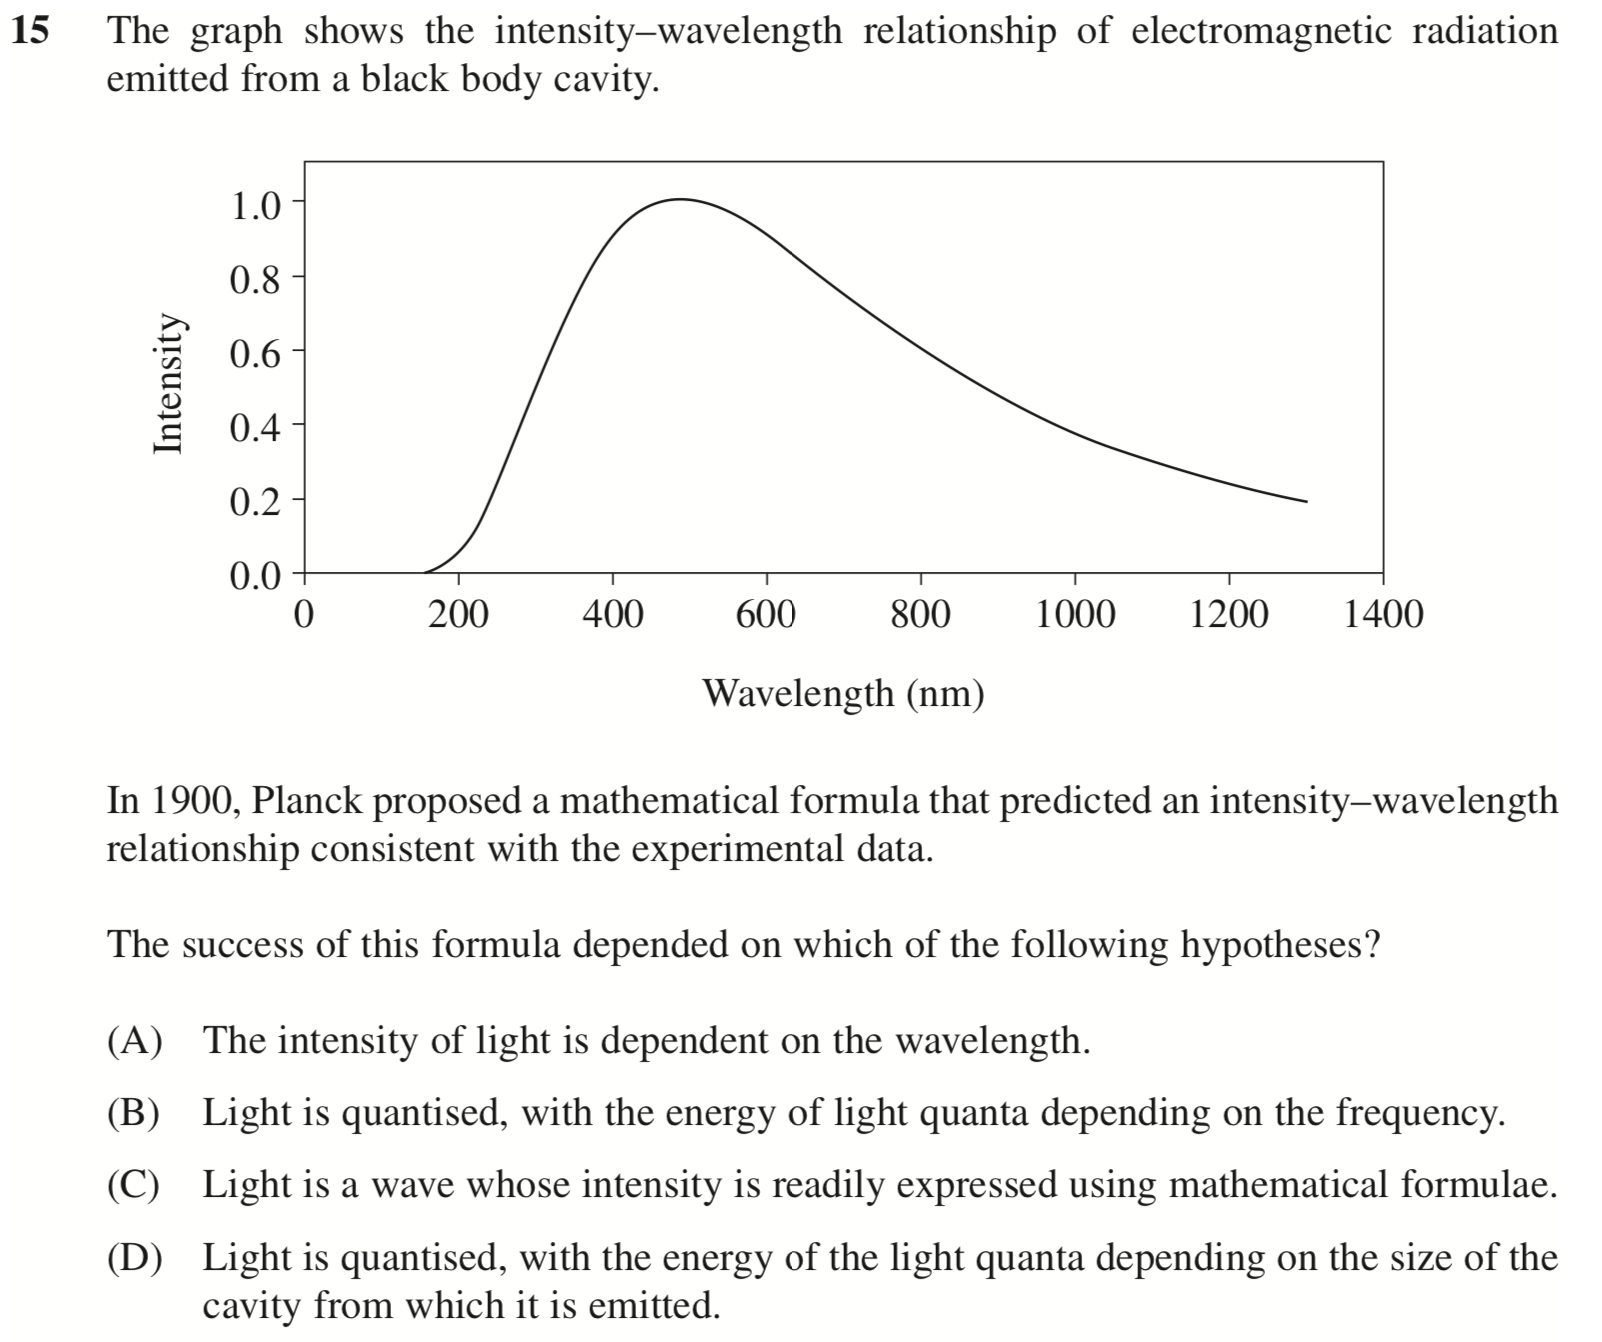 15 The graph shows the intensity–wavelength relationship of electromagnetic radiation
emitted from a black body cavity.
1.0
0.8
0.6
0.4
0.2
0.0
Intensity
0 200 400 600 800 1000 1200 1400
Wavelength (nm)
In 1900, Planck proposed a mathematical formula that predicted an intensity–wavelength
relationship consistent with the experimental data.
The success of this formula depended on which of the following hypotheses?
(A) The intensity of light is dependent on the wavelength.
(B) Light is quantised, with the energy of light quanta depending on the frequency.
(C) Light is a wave whose intensity is readily expressed using mathematical formulae.
(D) Light is quantised, with the energy of the light quanta depending on the size of the
cavity from which it is emitted.